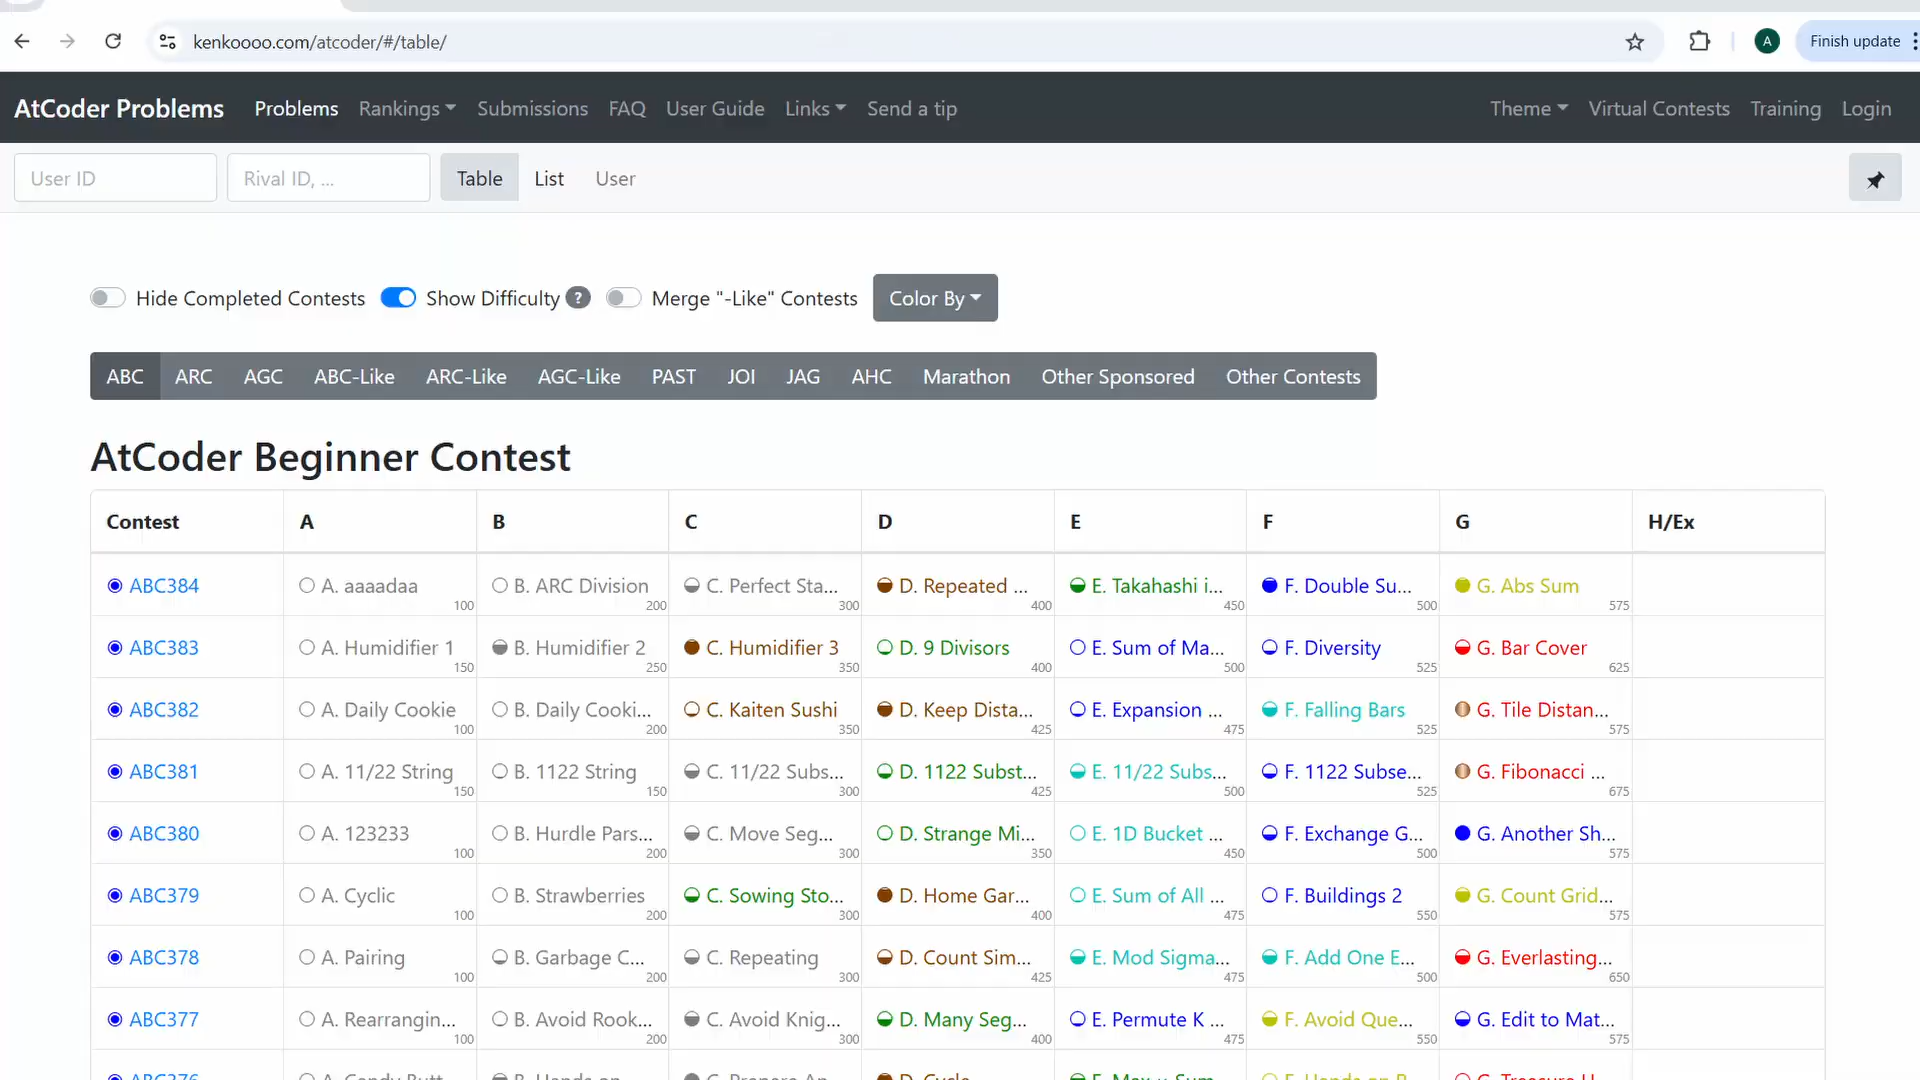 kenkoooo.com/atcoder/#/table/
A
Finish update
AtCoder Problems Problems Rankings Submissions FAQ User Guide Links Send a tip Theme Virtual Contests Training Login
User ID Rival ID, ... Table List User
Hide Completed Contests Show Difficulty ? Merge "-Like" Contests Color By
ABC ARC AGC ABC-Like ARC-Like AGC-Like PAST JOI JAG AHC Marathon Other Sponsored Other Contests
AtCoder Beginner Contest
Contest A B C D E F G H/Ex
ABC384 A. aaaadaa 100 B. ARC Division 200 C. Perfect Sta... 300 D. Repeated ... 400 E. Takahashi i... 450 F. Double Su... 500 G. Abs Sum 575
ABC383 A. Humidifier 1 150 B. Humidifier 2 250 C. Humidifier 3 350 D. 9 Divisors 400 E. Sum of Ma... 500 F. Diversity 525 G. Bar Cover 625
ABC382 A. Daily Cookie 100 B. Daily Cooki... 200 C. Kaiten Sushi 350 D. Keep Dista... 425 E. Expansion ... 475 F. Falling Bars 525 G. Tile Distan... 575
ABC381 A. 11/22 String 150 B. 1122 String 150 C. 11/22 Subs... 300 D. 1122 Subst... 425 E. 11/22 Subs... 500 F. 1122 Subse... 525 G. Fibonacci ... 675
ABC380 A. 123233 100 B. Hurdle Pars... 200 C. Move Seg... 300 D. Strange Mi... 350 E. 1D Bucket ... 450 F. Exchange G... 500 G. Another Sh... 575
ABC379 A. Cyclic 100 B. Strawberries 200 C. Sowing Sto... 300 D. Home Gar... 400 E. Sum of All ... 475 F. Buildings 2 550 G. Count Grid... 575
ABC378 A. Pairing 100 B. Garbage C... 200 C. Repeating 300 D. Count Sim... 425 E. Mod Sigma... 475 F. Add One E... 500 G. Everlasting... 650
ABC377 A. Rearrangin... 100 B. Avoid Rook... 200 C. Avoid Knig... 300 D. Many Seg... 400 E. Permute K ... 475 F. Avoid Que... 550 G. Edit to Mat... 575